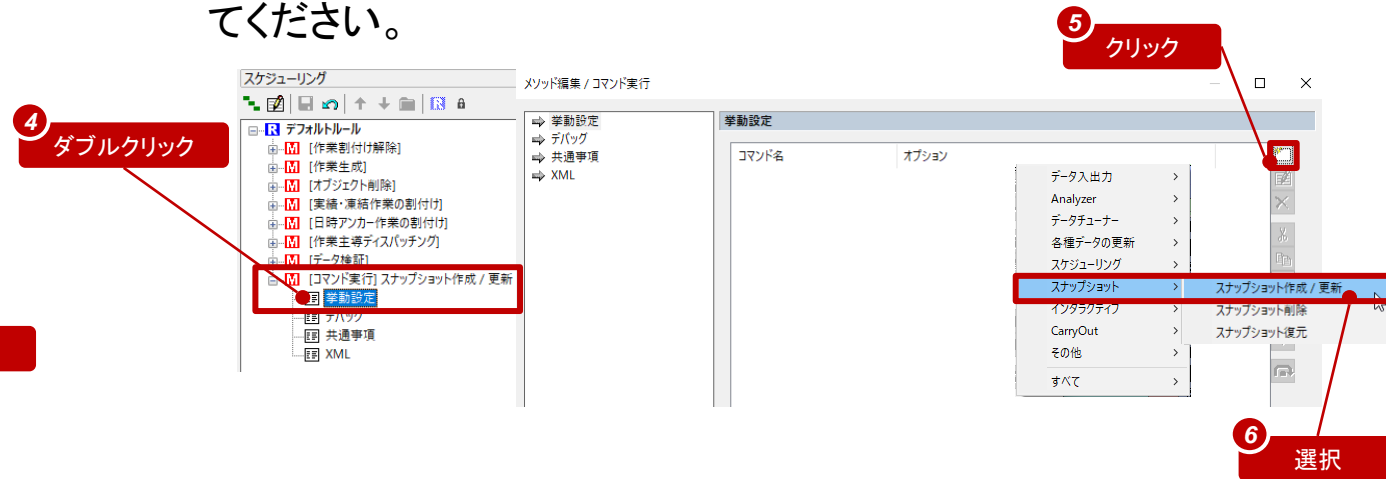 てください。
5
クリック
スケジューリング
メソッド編集 / コマンド実行
4
ダブルクリック
R デフォルトルール
M [作業割付け解除]
M [作業生成]
M [オブジェクト削除]
M [実績・凍結作業の割付け]
M [日時アンカー作業の割付け]
M [作業主導ディスパッチング]
M [データ検証]
M [コマンド実行] スナップショット作成 / 更新
挙動設定
デバッグ
共通事項
XML
挙動設定
デバッグ
共通事項
XML
挙動設定
コマンド名 オプション
データ入出力
Analyzer
データチューナー
各種データの更新
スケジューリング
スナップショット
インタラクティブ
CarryOut
その他
すべて
スナップショット作成 / 更新
スナップショット削除
スナップショット復元
6
選択